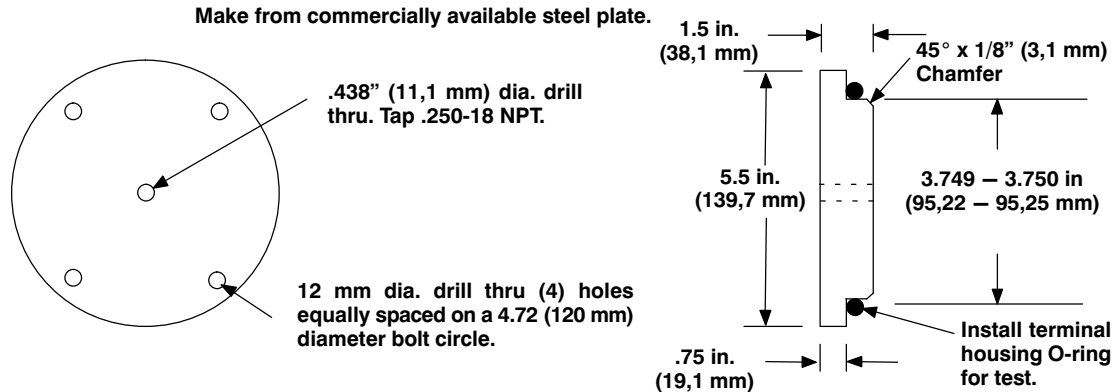 Make from commercially available steel plate.
.438” (11,1 mm) dia. drill
thru. Tap .250-18 NPT.
12 mm dia. drill thru (4) holes
equally spaced on a 4.72 (120 mm)
diameter bolt circle.
1.5 in.
(38,1 mm)
45° x 1/8” (3,1 mm)
Chamfer
5.5 in.
(139,7 mm)
3.749 – 3.750 in
(95,22 – 95,25 mm)
.75 in.
(19,1 mm)
Install terminal
housing O-ring
for test.